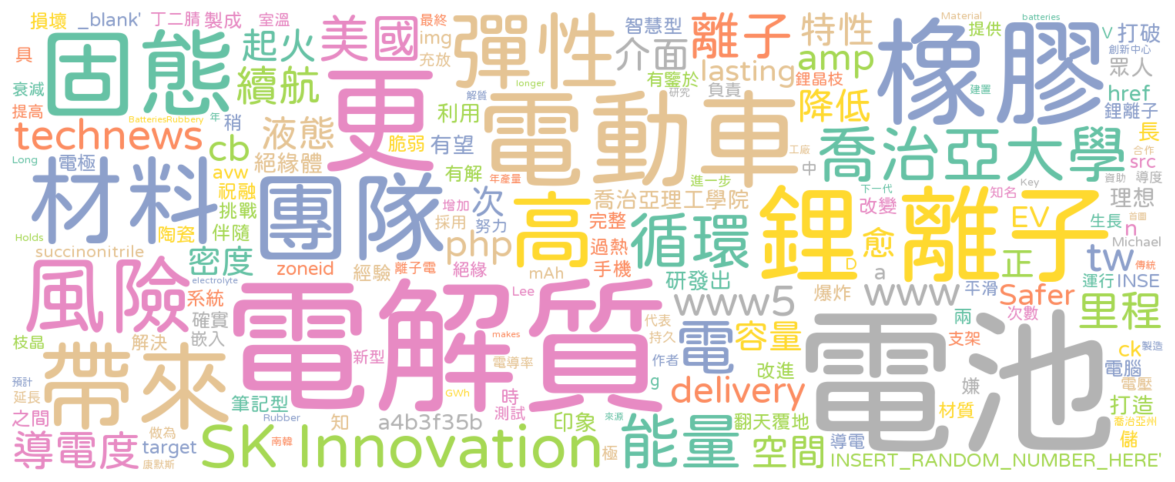 損壞 _blank' 丁二腈 製成 室溫 美國 最終 img 充放 彈性 智慧型 離子 特性 Material 提供 batteries V 打破
具 固態 起火 介面 amp 橡膠 創新中心 眾人
衰減 續航 更 longer 有鑒於 lasting 鋰晶枝 href
提高 BatteriesRubbery 年 稍 利用 解質 研究 負責 降低 建置 鋰離子
technews 液態 電動車 長
Long 電極 cb 絕緣體 脆弱 有望 工廠 中 喬治亞大學 合作 src
avw 有解 年產量 進一步 資助 導度
材料 祝融 團隊 增加 次 喬治亞理工學院 下一代 知名 Key 理想
挑戰 採用 努力 高 完整 鋰離子 改變 EV 生長 首圖
Holds 陶瓷 伴隨 php 過熱 循環 愈 n
succinonitrile 密度 zoneid 經驗 離子電 絕緣 mAh 手機 研發出 D a 正 Michael 傳統
風險 electrolyte 電解質 tw 運行 INSE
系統 Lee www5 爆炸 www 平滑 Safer 次數 里程
枝晶 確實 嵌入 解決 新型 makes 代表 持久 電 容量 電池 兩 支架 ck 製造
預計 帶來 電導率 作者 改進 電腦
延長 GWh g delivery 嫌 電壓
之間 筆記型 知 時 測試 印象 來源 翻天覆地 材質 打造
做為 Rubber a4b3f35b 喬治亞州
導電度 target SK Innovation 極 能量 空間 導電 儲
康默斯 南韓 INSERT_RANDOM_NUMBER_HERE'